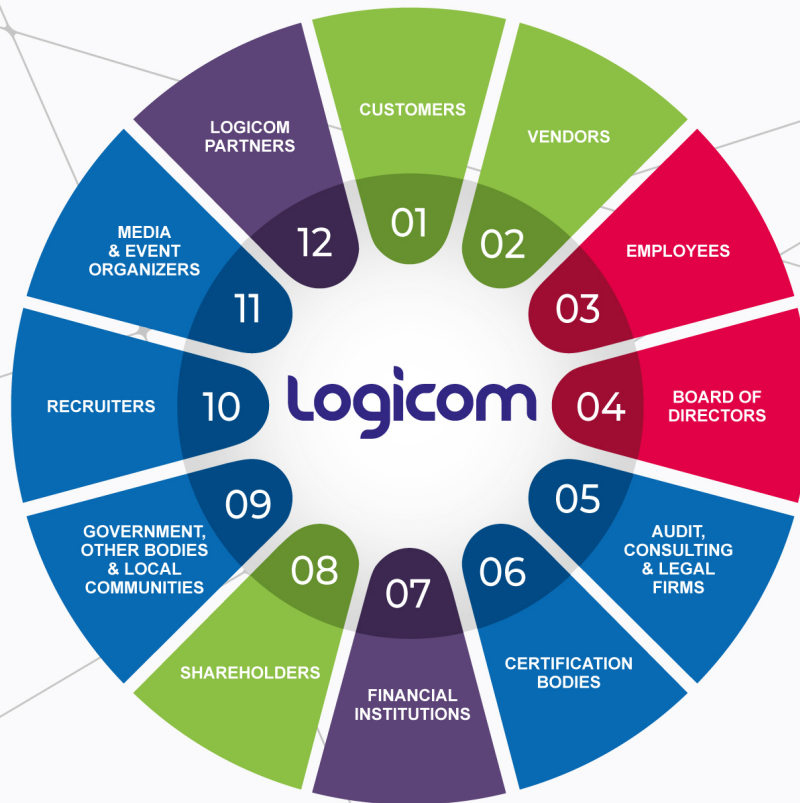 CUSTOMERS
01
VENDORS
02
EMPLOYEES
03
BOARD OF
DIRECTORS
04
AUDIT,
CONSULTING
& LEGAL
FIRMS
05
CERTIFICATION
BODIES
06
FINANCIAL
INSTITUTIONS
07
SHAREHOLDERS
08
GOVERNMENT,
OTHER BODIES
& LOCAL
COMMUNITIES
09
RECRUITERS
10
MEDIA
& EVENT
ORGANIZERS
11
LOGICOM
PARTNERS
12
Logicom